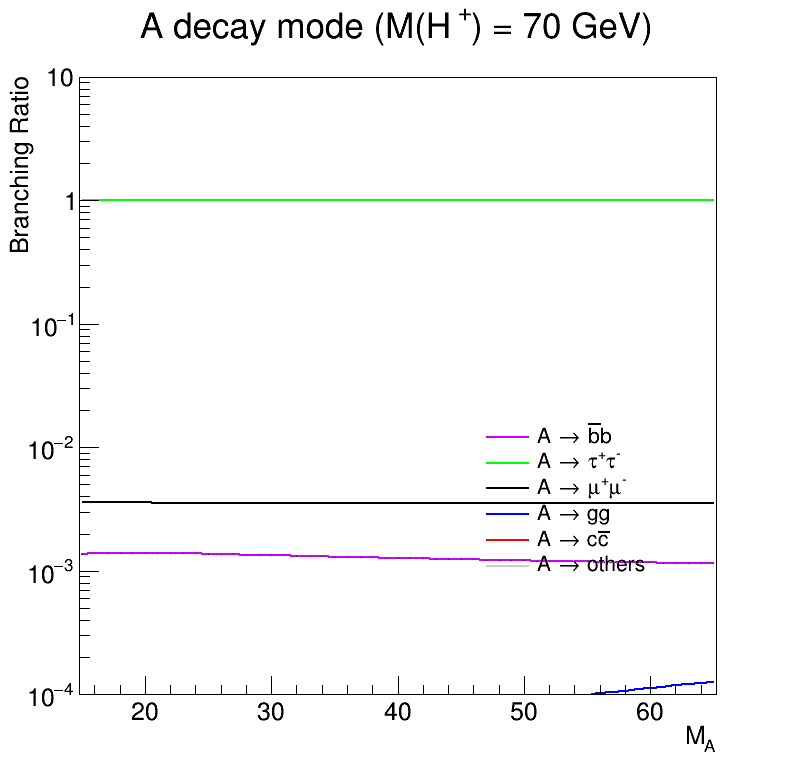 A decay mode (M(H⁺) = 70 GeV)
Branching Ratio
10
1
10⁻¹
10⁻²
10⁻³
10⁻⁴
A → b̅b
A → τ⁺τ⁻
A → μ⁺μ⁻
A → gg
A → cc̅
A → others
20 30 40 50 60
M_A